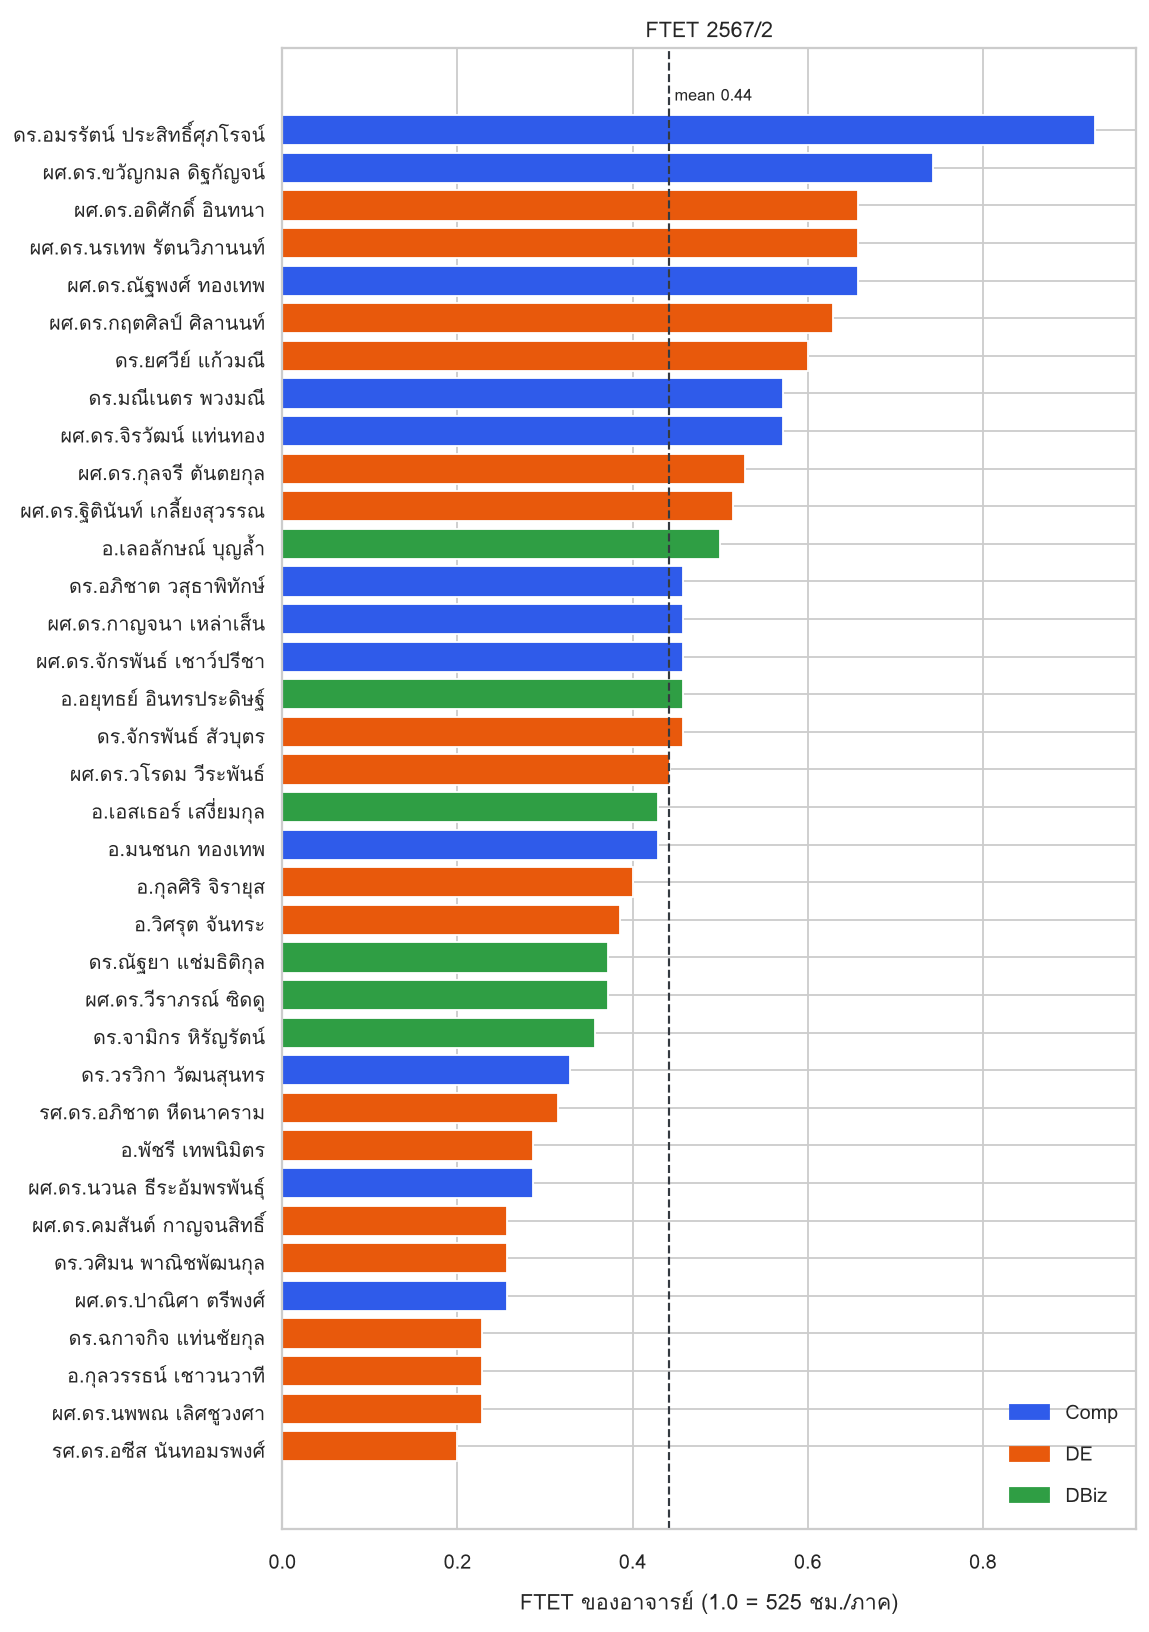 FTET 2567/2
mean 0.44
ดร.อมรรัตน์ ประสิทธิ์ศุภโรจน์
ผศ.ดร.ขวัญกมล ดิฐกัญจน์
ผศ.ดร.อดิศักดิ์ อินทนา
ผศ.ดร.นรเทพ รัตนวิภานนท์
ผศ.ดร.ณัฐพงศ์ ทองเทพ
ผศ.ดร.กฤตศิลป์ ศิลานนท์
ดร.ยศวีย์ แก้วมณี
ดร.มณีเนตร พวงมณี
ผศ.ดร.จิรวัฒน์ แท่นทอง
ผศ.ดร.กุลจรี ตันตยกุล
ผศ.ดร.ฐิตินันท์ เกลี้ยงสุวรรณ
อ.เลอลักษณ์ บุญล้ำ
ดร.อภิชาต วสุธาพิทักษ์
ผศ.ดร.กาญจนา เหล่าเส็น
ผศ.ดร.จักรพันธ์ เชาว์ปรีชา
อ.อยุทธย์ อินทรประดิษฐ์
ดร.จักรพันธ์ สัวบุตร
ผศ.ดร.วโรดม วีระพันธ์
อ.เอสเธอร์ เสงี่ยมกุล
อ.มนชนก ทองเทพ
อ.กุลศิริ จิรายุส
อ.วิศรุต จันทระ
ดร.ณัฐยา แช่มธิติกุล
ผศ.ดร.วีราภรณ์ ซิดดู
ดร.จามิกร หิรัญรัตน์
ดร.วรวิกา วัฒนสุนทร
รศ.ดร.อภิชาต หีดนาคราม
อ.พัชรี เทพนิมิตร
ผศ.ดร.นวนล ธีระอัมพรพันธุ์
ผศ.ดร.คมสันต์ กาญจนสิทธิ์
ดร.วศิมน พาณิชพัฒนกุล
ผศ.ดร.ปาณิศา ตรีพงศ์
ดร.ฉกาจกิจ แท่นชัยกุล
อ.กุลวรรธน์ เชาวนวาที
ผศ.ดร.นพพณ เลิศชูวงศา
รศ.ดร.อซีส นันทอมรพงศ์
Comp
DE
DBiz
0.0 0.2 0.4 0.6 0.8
FTET ของอาจารย์ (1.0 = 525 ชม./ภาค)